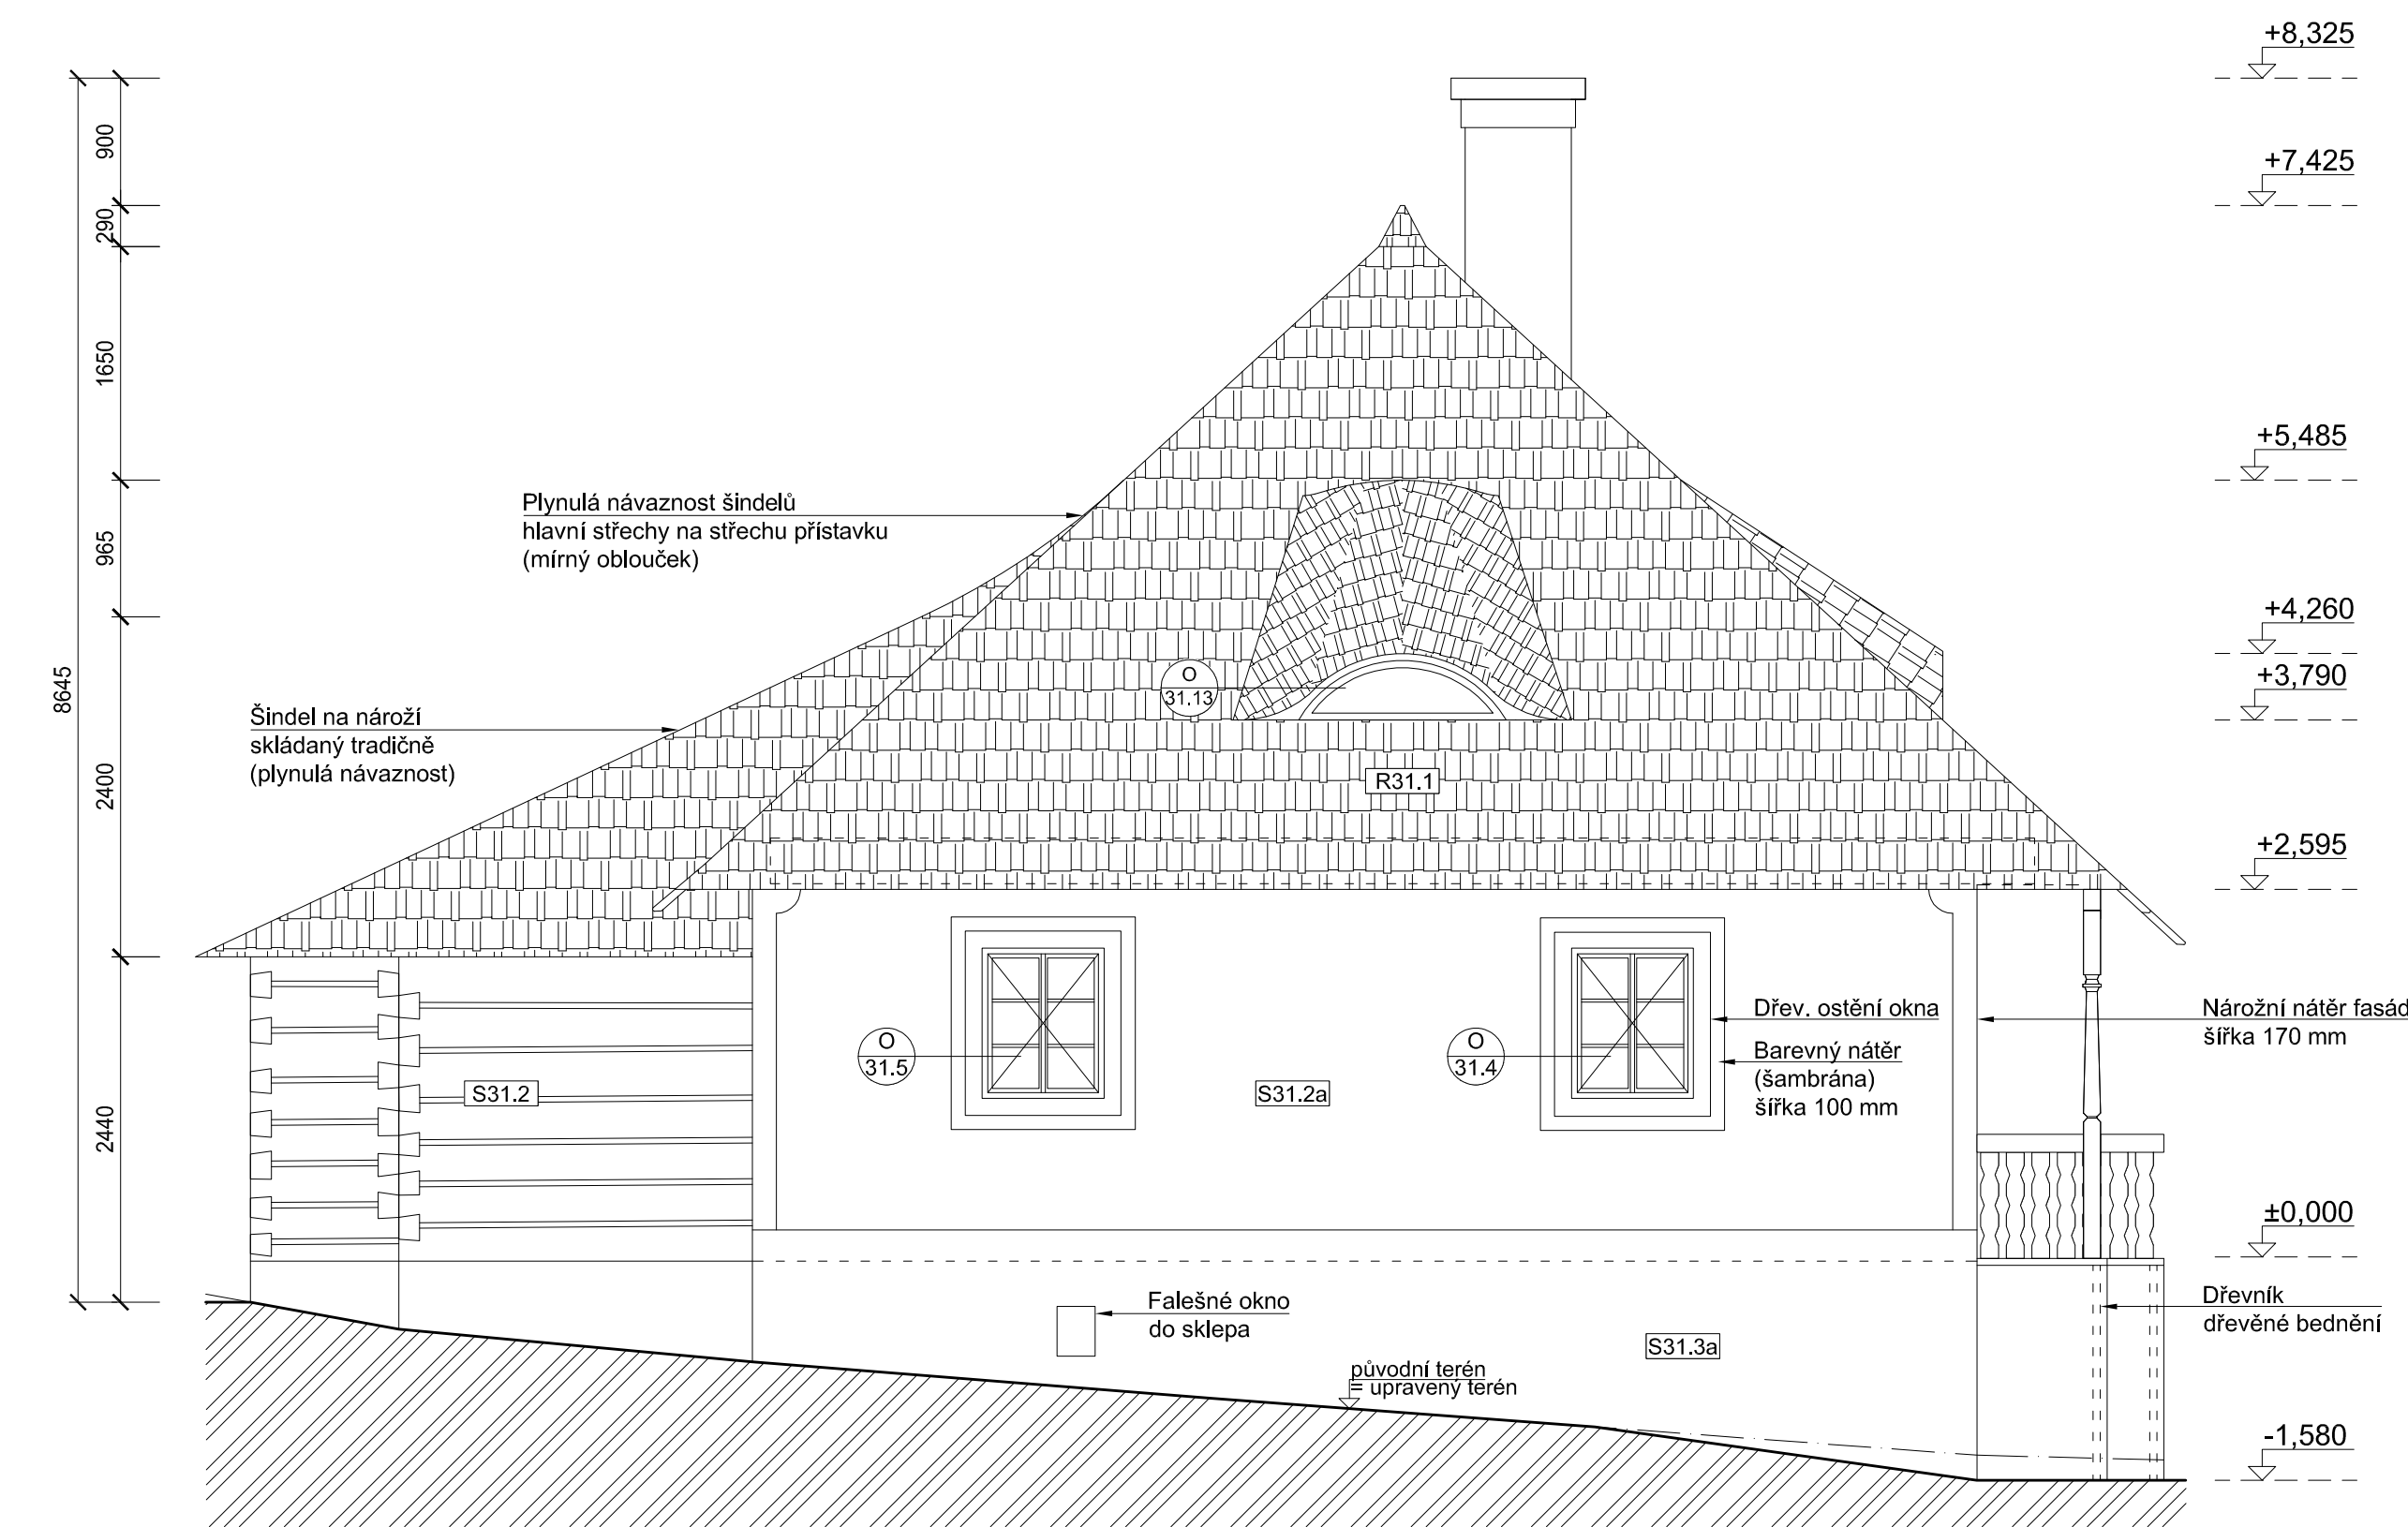 +8,325
+7,425
+5,485
+4,260
+3,790
+2,595
±0,000
-1,580
900
290
1650
965
2400
2440
8645
Plynulá návaznost šindelů
hlavní střechy na střechu přístavku
(mírný oblouček)
Šindel na nároží
skládaný tradičně
(plynulá návaznost)
O
31.13
R31.1
O
31.5
O
31.4
S31.2
S31.2a
Dřev. ostění okna
Barevný nátěr
(šambrána)
šířka 100 mm
Nárožní nátěr fasád
šířka 170 mm
Falešné okno
do sklepa
S31.3a
původní terén
= upravený terén
Dřevník
dřevěné bednění